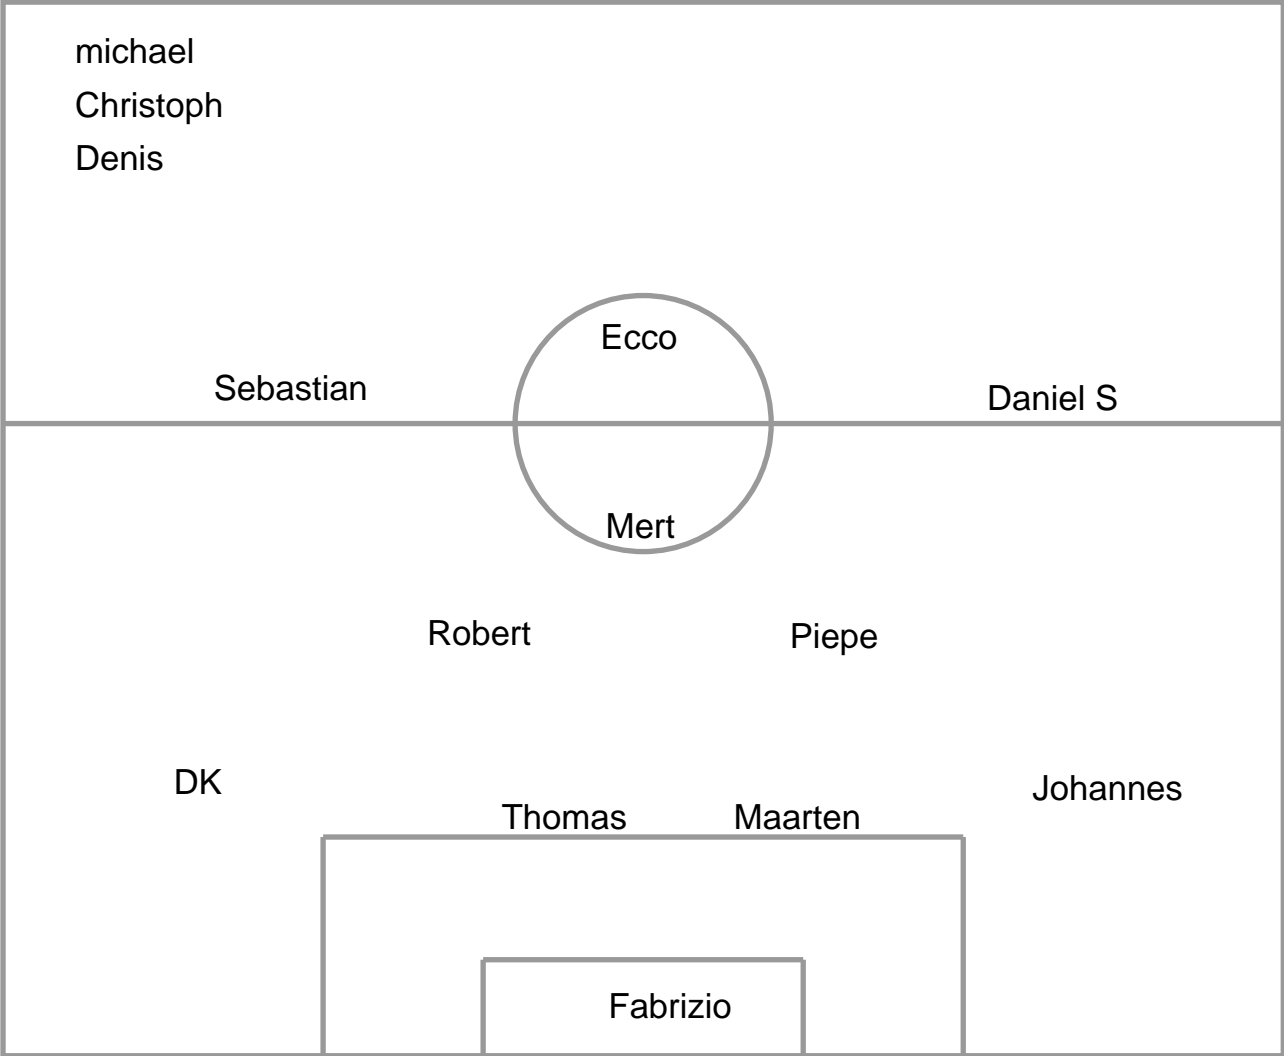 michael
Christoph
Denis
Ecco
Sebastian
Daniel S
Mert
Robert
Piepe
DK
Johannes
Thomas
Maarten
Fabrizio